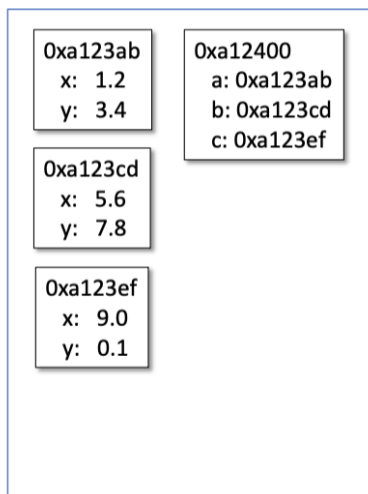 0xa123ab
x: 1.2
y: 3.4
0xa123cd
x: 5.6
y: 7.8
0xa123ef
x: 9.0
y: 0.1
0xa12400
a: 0xa123ab
b: 0xa123cd
c: 0xa123ef